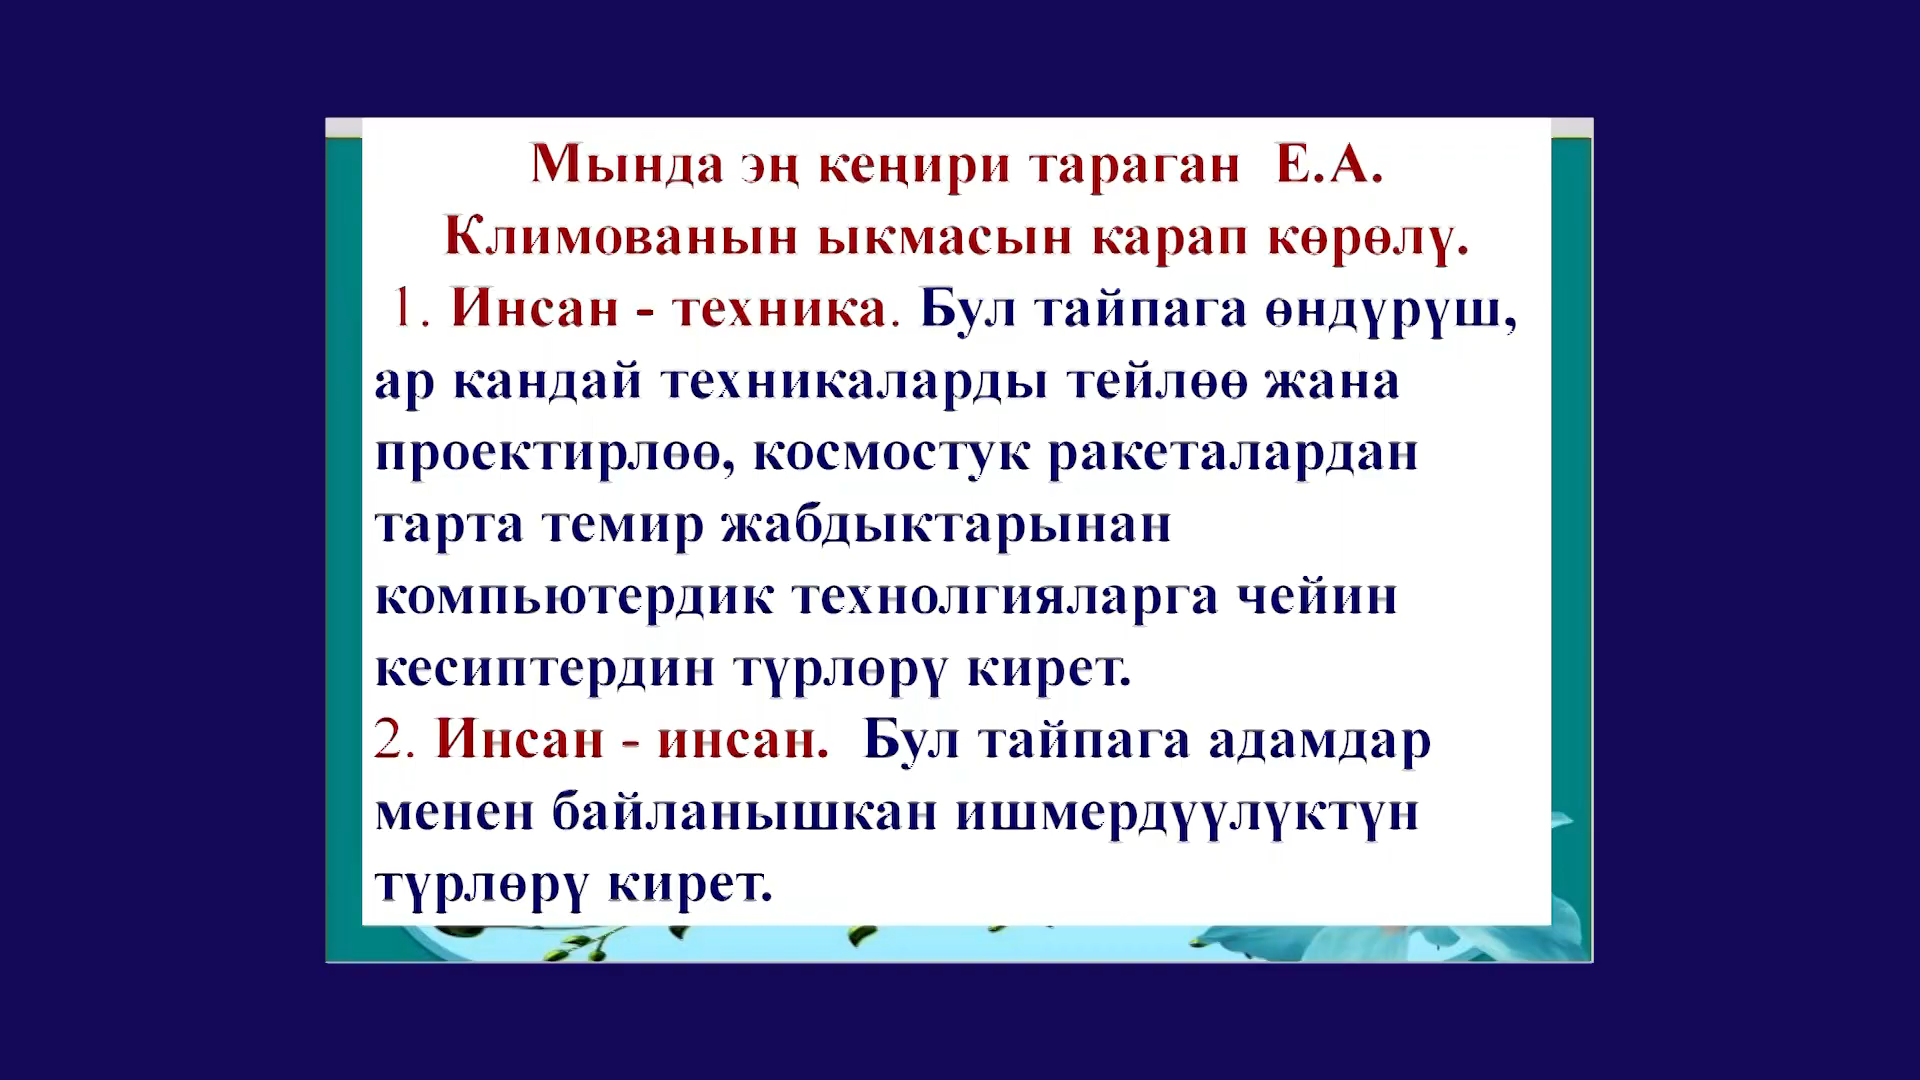 Мында эң кеңири тараган Е.А.
Климованын ыкмасын карап көрөлү.
1. Инсан - техника. Бул тайпага өндүрүш,
ар кандай техникаларды тейлөө жана
проектирлөө, космостук ракеталардан
тарта темир жабдыктарынан
компьютердик технолгияларга чейин
кесиптердин түрлөрү кирет.
2. Инсан - инсан. Бул тайпага адамдар
менен байланышкан ишмердүүлүктүн
түрлөрү кирет.